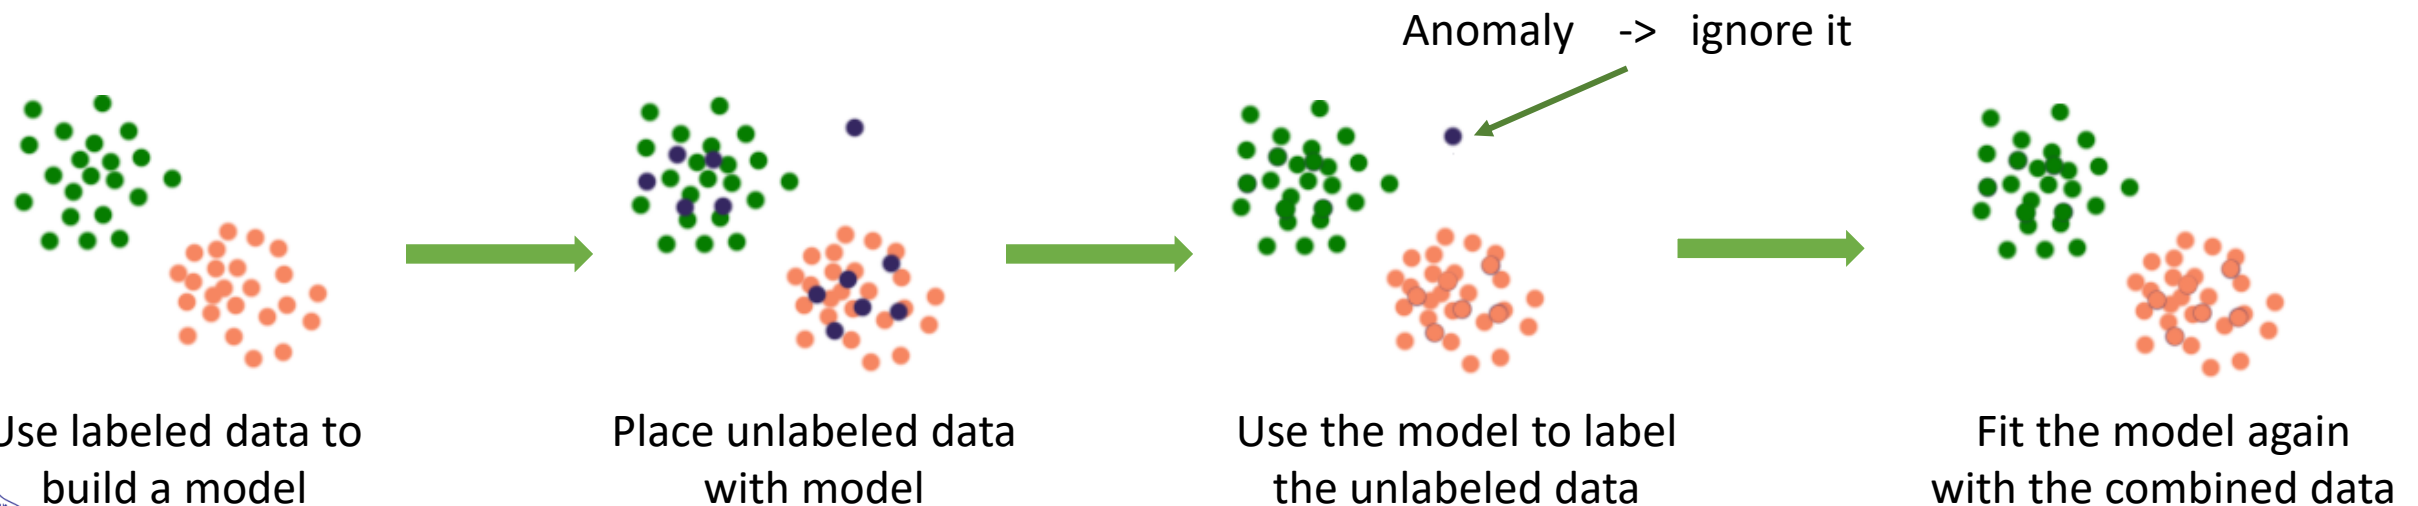 Anomaly -> ignore it
Use labeled data to
build a model
Place unlabeled data
with model
Use the model to label
the unlabeled data
Fit the model again
with the combined data